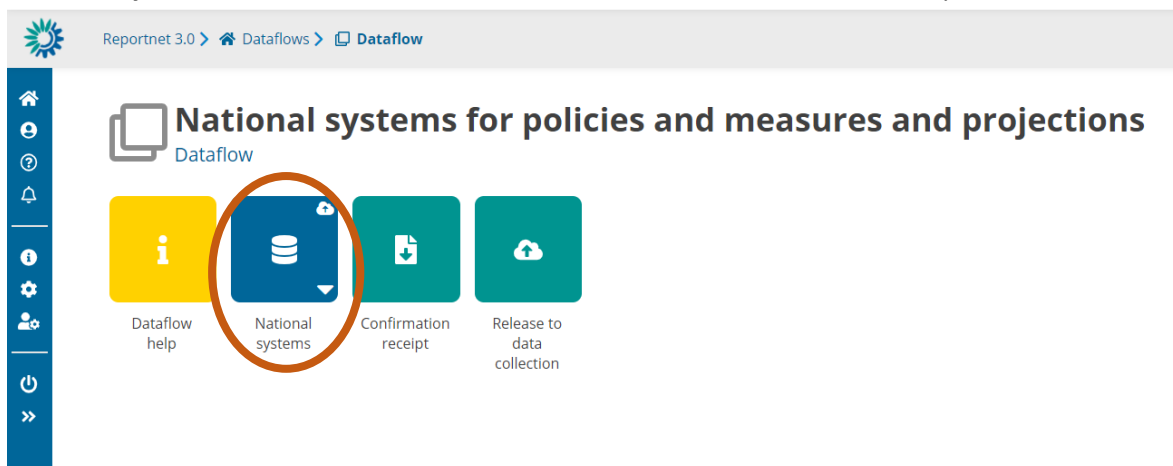 Reportnet 3.0 Dataflows Dataflow
National systems for policies and measures and projections
Dataflow
Dataflow help
National systems
Confirmation receipt
Release to data collection